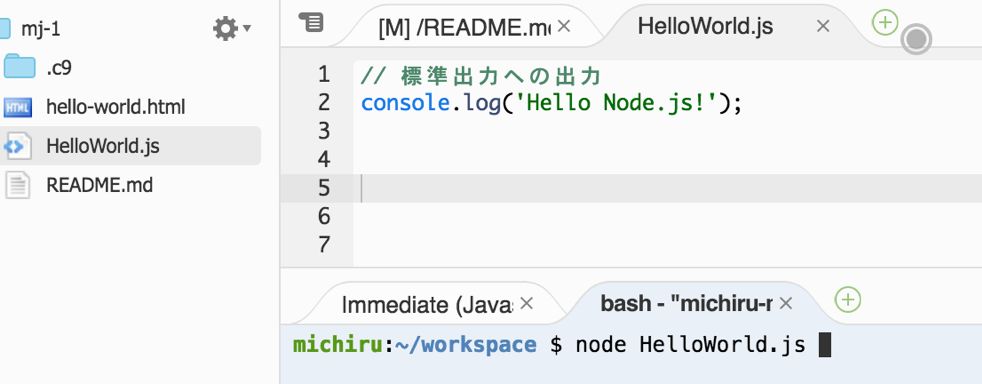 mj-1
.c9
hello-world.html
HelloWorld.js
README.md
[M] /README.m
HelloWorld.js
1 // 標準出力への出力
2 console.log('Hello Node.js!');
3
4
5
6
7
Immediate (Javas
bash - "michiru-r
michiru:~/workspace $ node HelloWorld.js